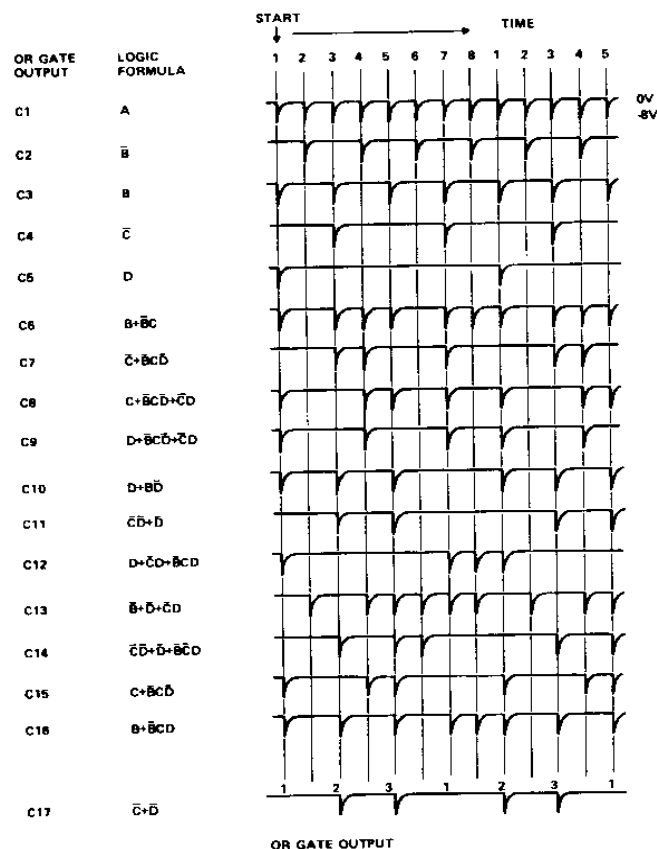 START
TIME
OR GATE OUTPUT
LOGIC FORMULA
1 2 3 4 5 6 7 8 1 2 3 4 5
C1 A
0V
-8V
C2 B̅
C3 B
C4 C̅
C5 D
C6 B+B̅C
C7 C̅+B̅CD̅
C8 C+B̅CD̅+C̅D
C9 D+B̅CD̅+C̅D
C10 D+BD̅
C11 C̅D̅+D̅
C12 D+C̅D+B̅CD
C13 B̅+D̅+C̅D
C14 C̅D̅+D̅+B̅C̅D
C15 C+B̅CD̅
C16 B+B̅CD
1 2 3 1 2 3 1
C17 C̅+D̅
OR GATE OUTPUT